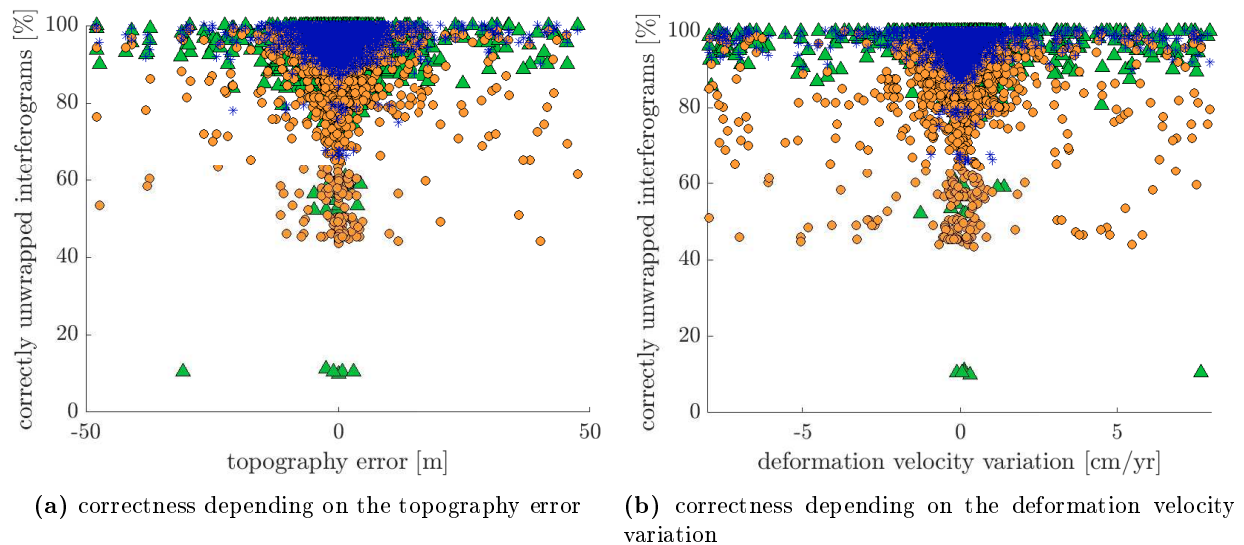 correctly unwrapped interferograms [%]
100
80
60
40
20
0
-50
0
50
topography error [m]
(a) correctness depending on the topography error
correctly unwrapped interferograms [%]
100
80
60
40
20
0
-5
0
5
deformation velocity variation [cm/yr]
(b) correctness depending on the deformation velocity
variation